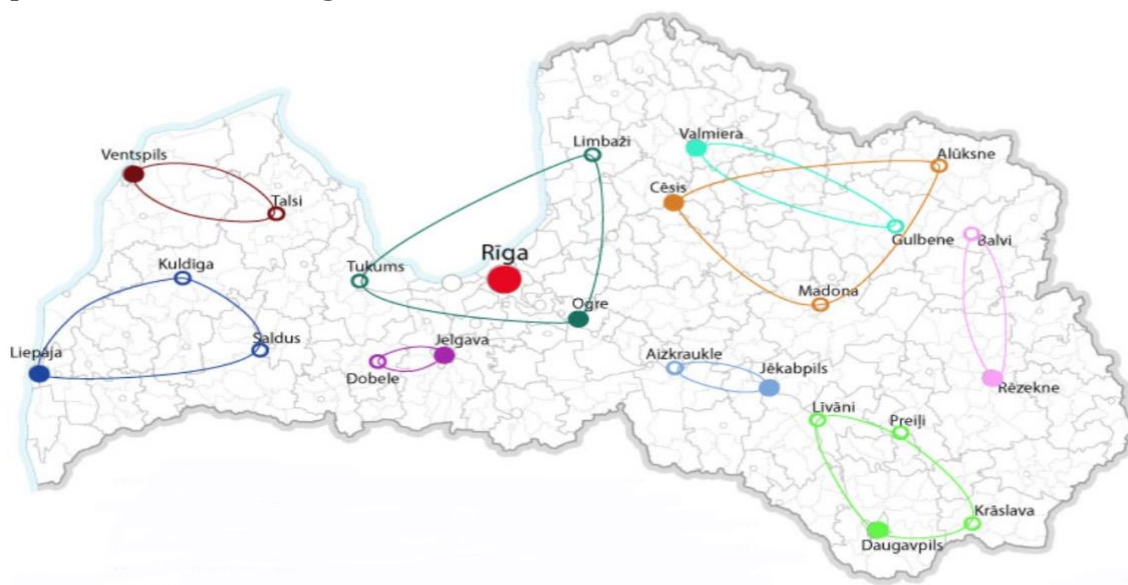 Limbaži
Valmiera
Ventspils
Alūksne
Cēsis
Talsi
Rīga
Gulbene
Balvi
Kuldīga
Tukums
Madona
Ogre
Saldus
Jelgava
Liepāja
Aizkraukle
Dobele
Jēkabpils
Rēzekne
Līvāni
Preiļi
Krāslava
Daugavpils